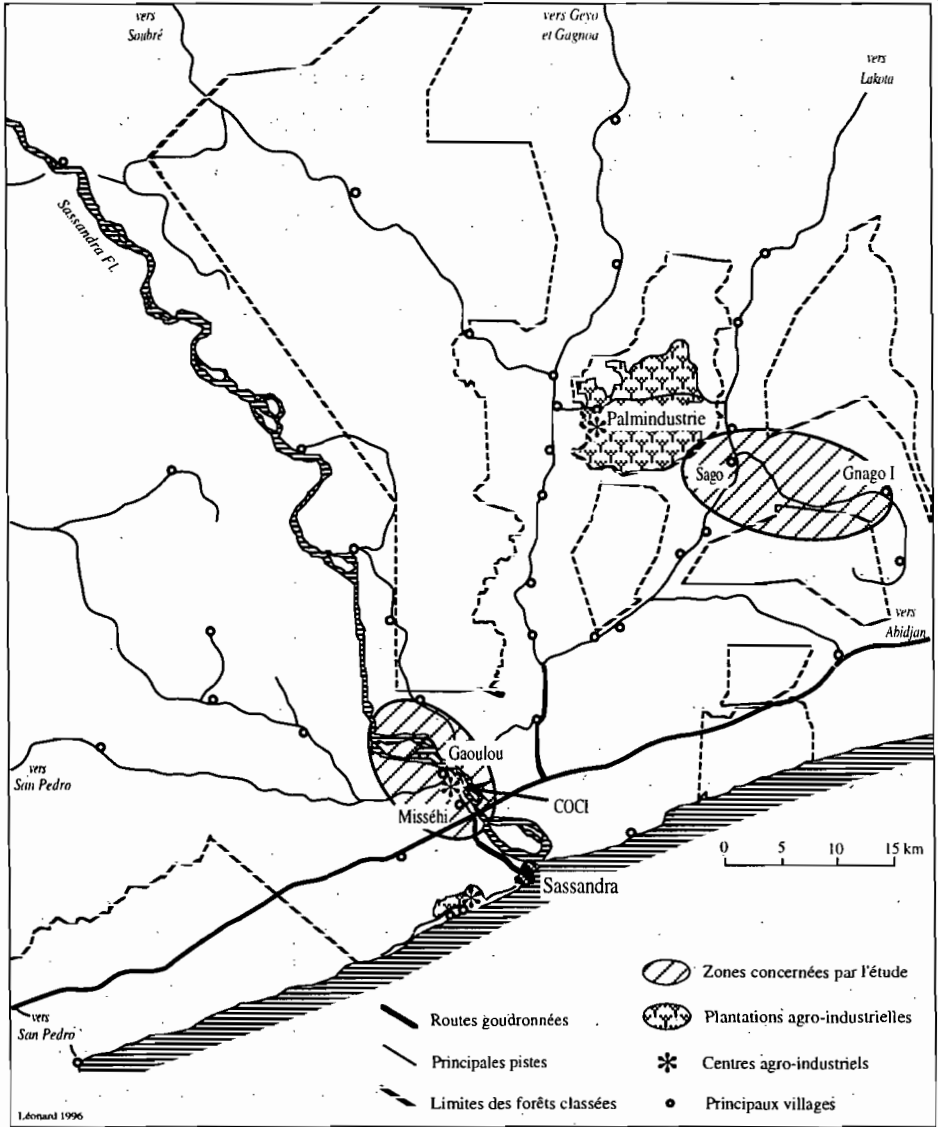 vers
Soubré
vers Geyo
et Gagnoa
vers
Lakota
Sassandra Fl.
Palmindustrie
Sago
Gnago I
vers
Abidjan
Gaoulou
vers
San Pedro
COCI
Misséhi
0 5 10 15 km
Sassandra
Zones concernées par l'étude
vers
San Pedro
Routes goudronnées
Plantations agro-industrielles
Principales pistes
Centres agro-industriels
Limites des forêts classées
Principaux villages
Léonard 1996